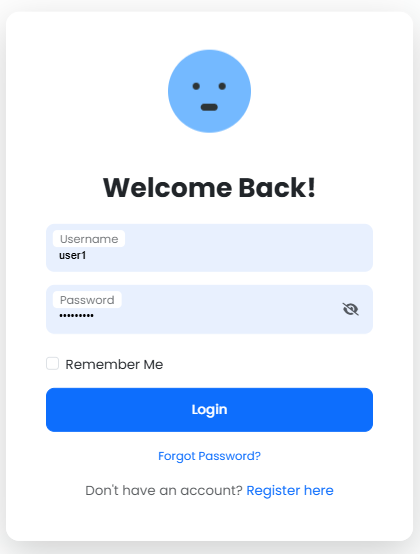 Welcome Back!
Username
user1
Password
•••••••••
Remember Me
Login
Forgot Password?
Don't have an account? Register here